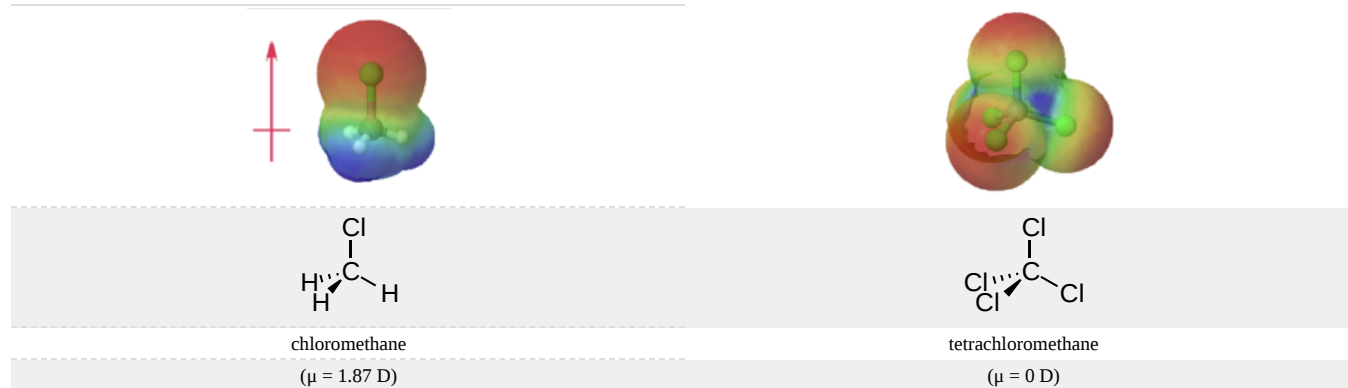 Cl Cl
C C
H H H Cl Cl Cl
chloromethane tetrachloromethane
(μ = 1.87 D) (μ = 0 D)